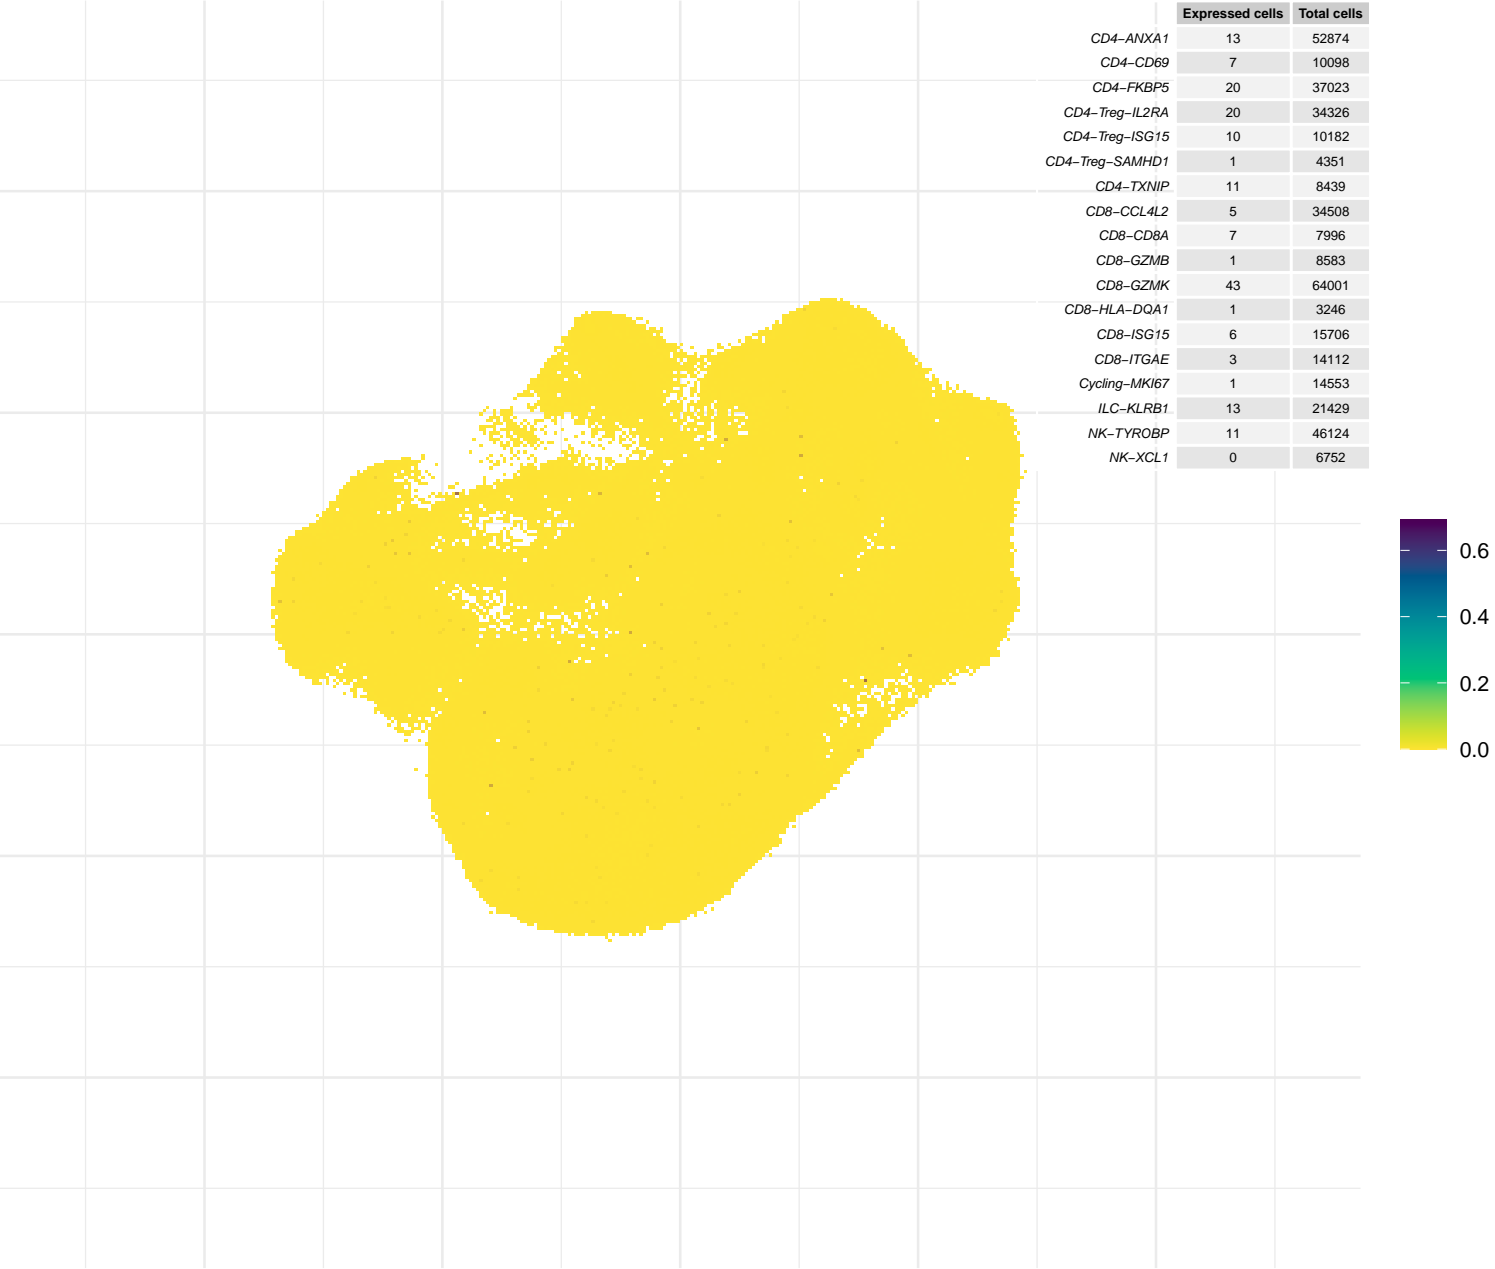 Expressed cells Total cells
CD4−ANXA1 13 52874
CD4−CD69 7 10098
CD4−FKBP5 20 37023
CD4−Treg−IL2RA 20 34326
CD4−Treg−ISG15 10 10182
CD4−Treg−SAMHD1 1 4351
CD4−TXNIP 11 8439
CD8−CCL4L2 5 34508
CD8−CD8A 7 7996
CD8−GZMB 1 8583
CD8−GZMK 43 64001
CD8−HLA−DQA1 1 3246
CD8−ISG15 6 15706
CD8−ITGAE 3 14112
Cycling−MKI67 1 14553
ILC−KLRB1 13 21429
NK−TYROBP 11 46124
NK−XCL1 0 6752
0.6
0.4
0.2
0.0